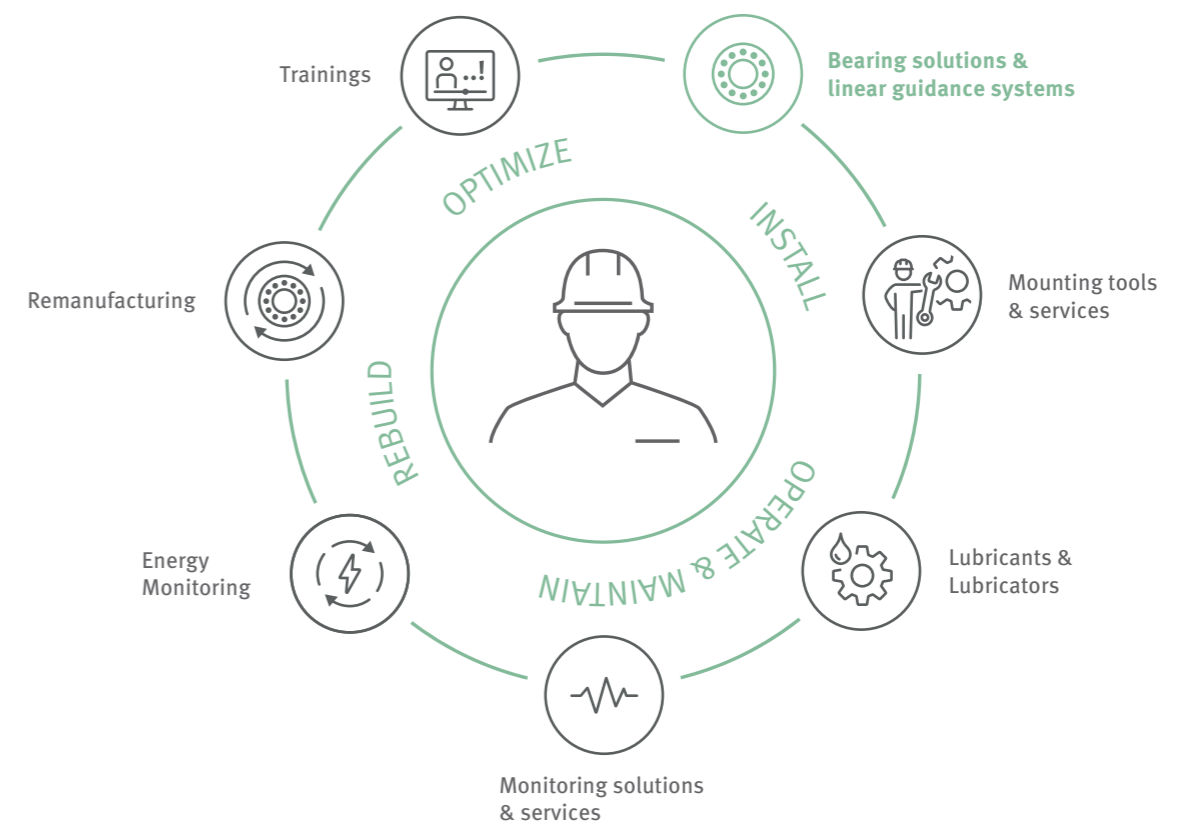 Trainings
Bearing solutions &
linear guidance systems
OPTIMIZE
INSTALL
Remanufacturing
Mounting tools
& services
REBUILD
OPERATE & MAINTAIN
Energy
Monitoring
Lubricants &
Lubricators
Monitoring solutions
& services